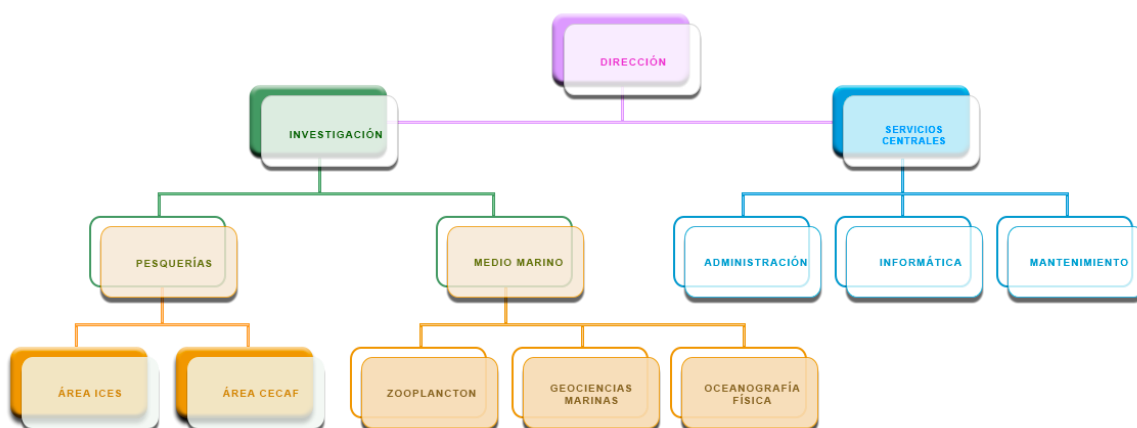 DIRECCIÓN
INVESTIGACIÓN
SERVICIOS
CENTRALES
PESQUERÍAS
MEDIO MARINO
ADMINISTRACIÓN
INFORMÁTICA
MANTENIMIENTO
ÁREA ICES
ÁREA CECAF
ZOOPLANCTON
GEOCIENCIAS
MARINAS
OCEANOGRAFÍA
FÍSICA